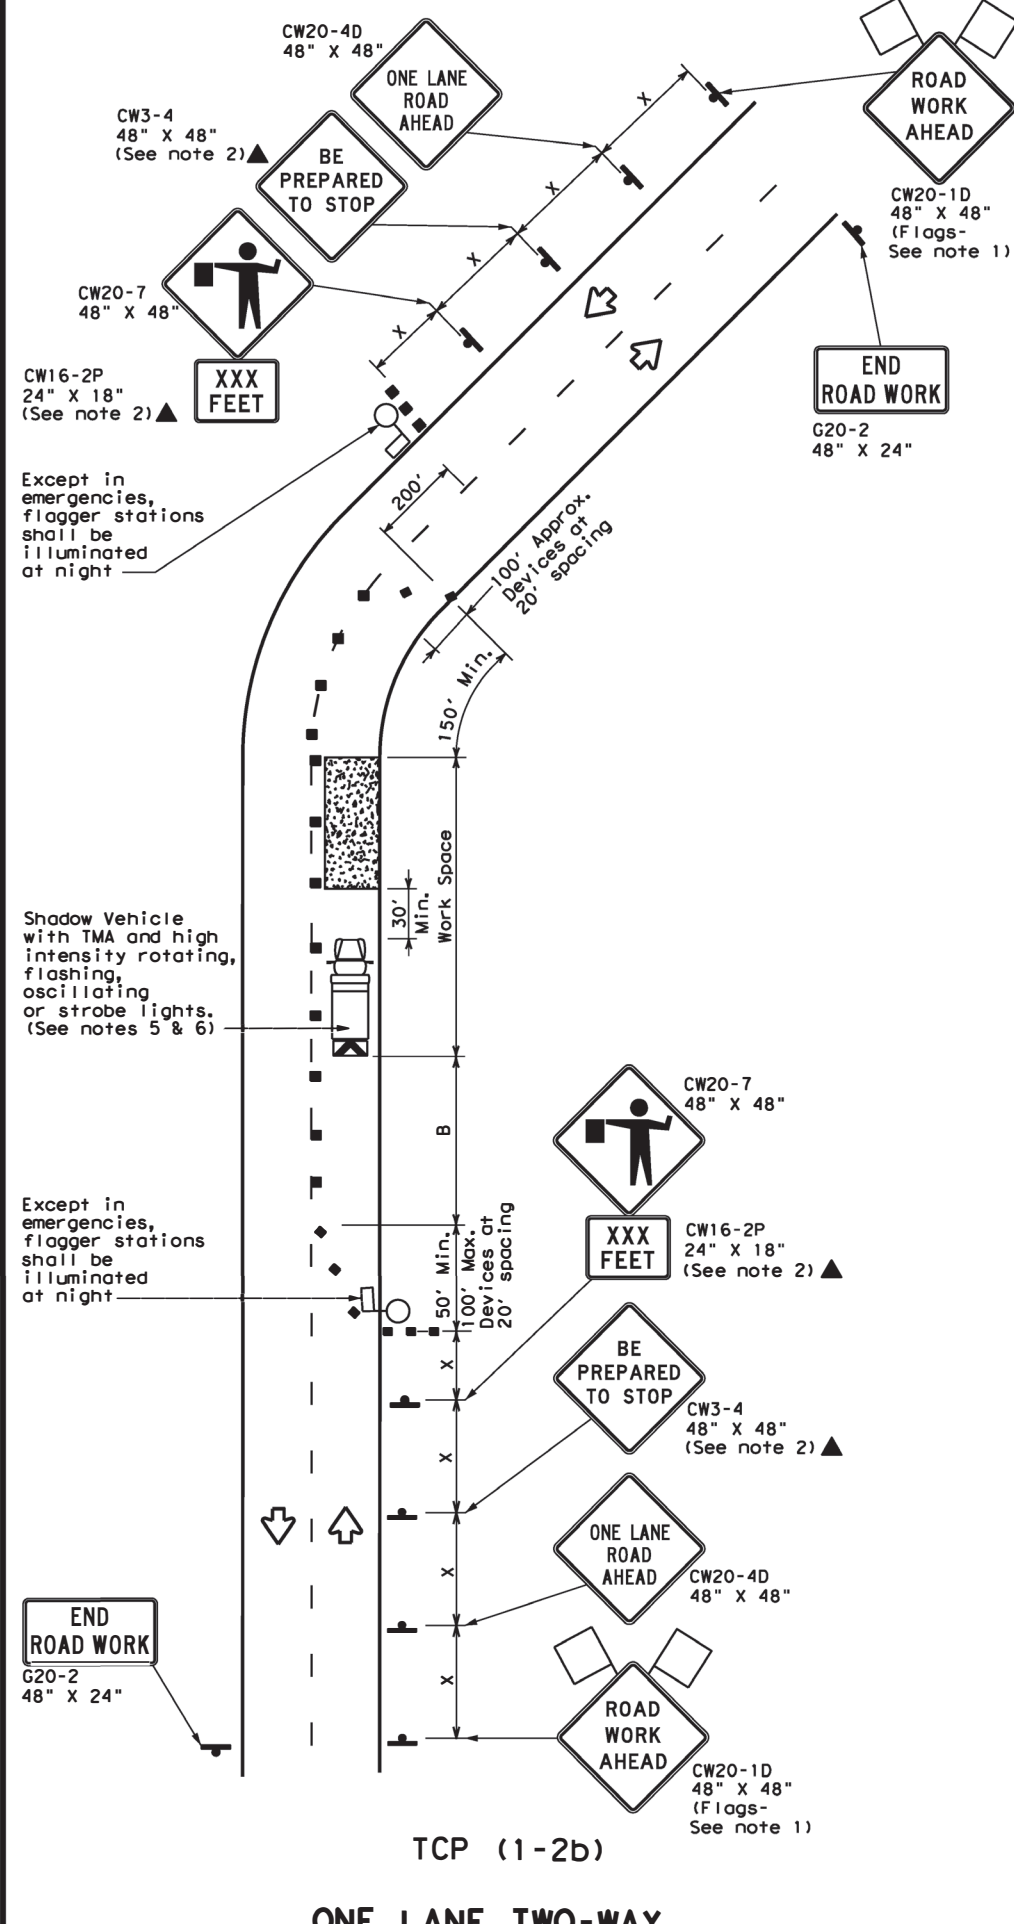 CW20-4D
48" X 48"
ONE LANE
ROAD
AHEAD
X
ROAD
WORK
AHEAD
CW20-1D
48" X 48"
(Flags-
See note 1)
CW3-4
48" X 48"
(See note 2)▲
BE
PREPARED
TO STOP
X
X
CW20-7
48" X 48"
X
CW16-2P
24" X 18"
(See note 2)▲
XXX
FEET
END
ROAD WORK
G20-2
48" X 24"
Except in
emergencies,
flagger stations
shall be
illuminated
at night
200'
100' Approx.
Devices at
20' spacing
150' Min.
30'
Min.
Work Space
Shadow Vehicle
with TMA and high
intensity rotating,
flashing,
oscillating
or strobe lights.
(See notes 5 & 6)
B
CW20-7
48" X 48"
XXX
FEET
CW16-2P
24" X 18"
(See note 2)▲
Except in
emergencies,
flagger stations
shall be
illuminated
at night
50' Min.
100' Max.
Devices at
20' spacing
X
BE
PREPARED
TO STOP
CW3-4
48" X 48"
(See note 2)▲
X
X
ONE LANE
ROAD
AHEAD
CW20-4D
48" X 48"
END
ROAD WORK
G20-2
48" X 24"
X
ROAD
WORK
AHEAD
CW20-1D
48" X 48"
(Flags-
See note 1)
TCP (1-2b)
ONE LANE TWO-WAY